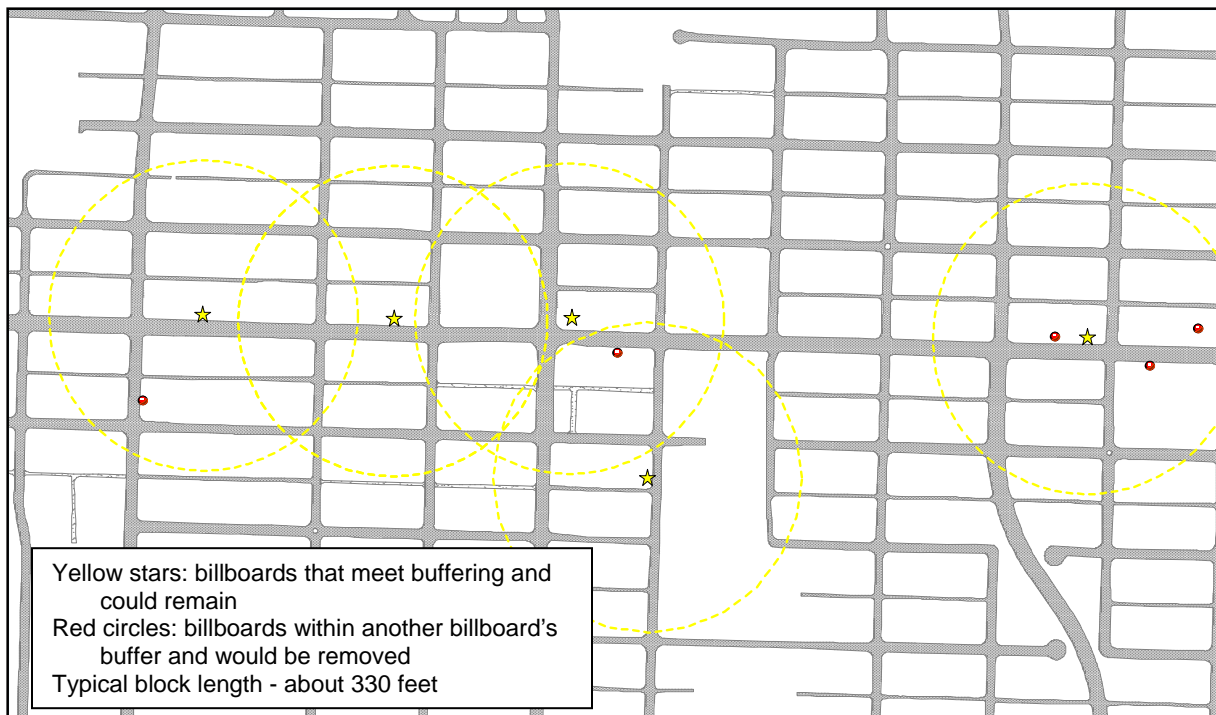 Yellow stars: billboards that meet buffering and
could remain
Red circles: billboards within another billboard's
buffer and would be removed
Typical block length - about 330 feet